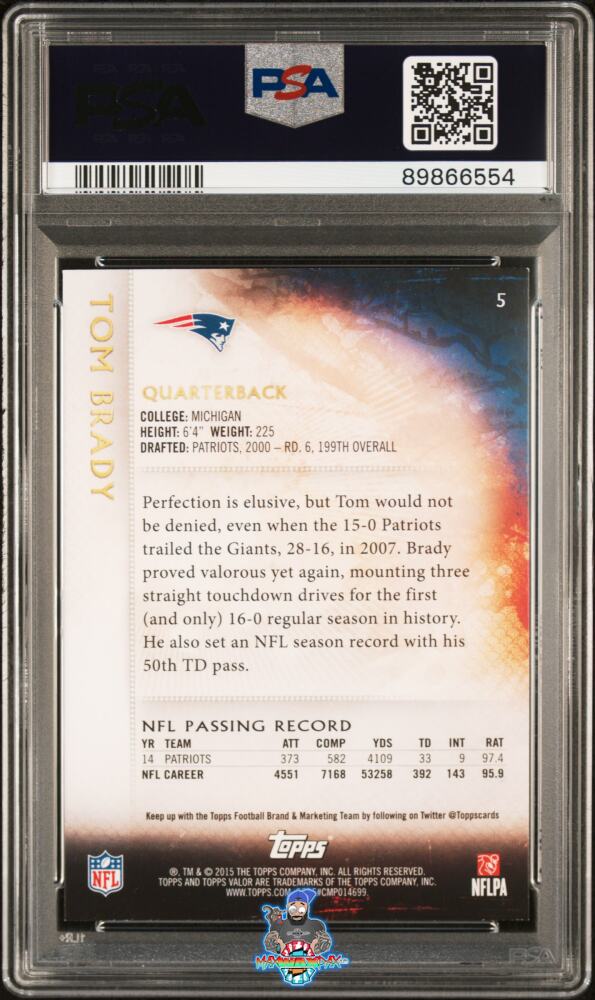 PSA
PSA
89866554
5
TOM BRADY
QUARTERBACK
COLLEGE: MICHIGAN
HEIGHT: 6'4" WEIGHT: 225
DRAFTED: PATRIOTS, 2000 – RD. 6, 199TH OVERALL
Perfection is elusive, but Tom would not
be denied, even when the 15-0 Patriots
trailed the Giants, 28-16, in 2007. Brady
proved valorous yet again, mounting three
straight touchdown drives for the first
(and only) 16-0 regular season in history.
He also set an NFL season record with his
50th TD pass.
NFL PASSING RECORD
YR TEAM ATT COMP YDS TD INT RAT
14 PATRIOTS 373 582 4109 33 9 97.4
NFL CAREER 4551 7168 53258 392 143 95.9
Keep up with the Topps Football Brand & Marketing Team by following on Twitter @Toppscards
topps
NFL
®, TM & © 2015 THE TOPPS COMPANY, INC. ALL RIGHTS RESERVED.
TOPPS AND TOPPS VALOR ARE TRADEMARKS OF THE TOPPS COMPANY, INC.
WWW.TOPPS.COM #CMP014699.
NFLPA
PSA